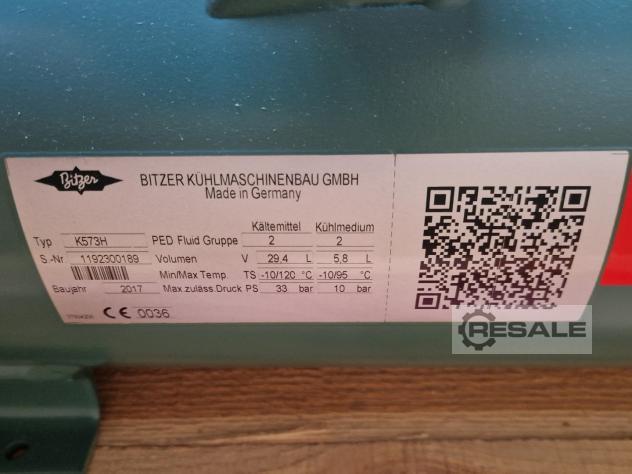 Bitzer
BITZER KÜHLMASCHINENBAU GMBH
Made in Germany
Kältemittel Kühlmedium
Typ K573H PED Fluid Gruppe 2 2
S.-Nr 1192300189 Volumen V 29,4 L 5,8 L
Min/Max Temp. TS -10/120 °C -10/95 °C
Baujahr 2017 Max.zuläss.Druck PS 33 bar 10 bar
CE 0036
RESALE